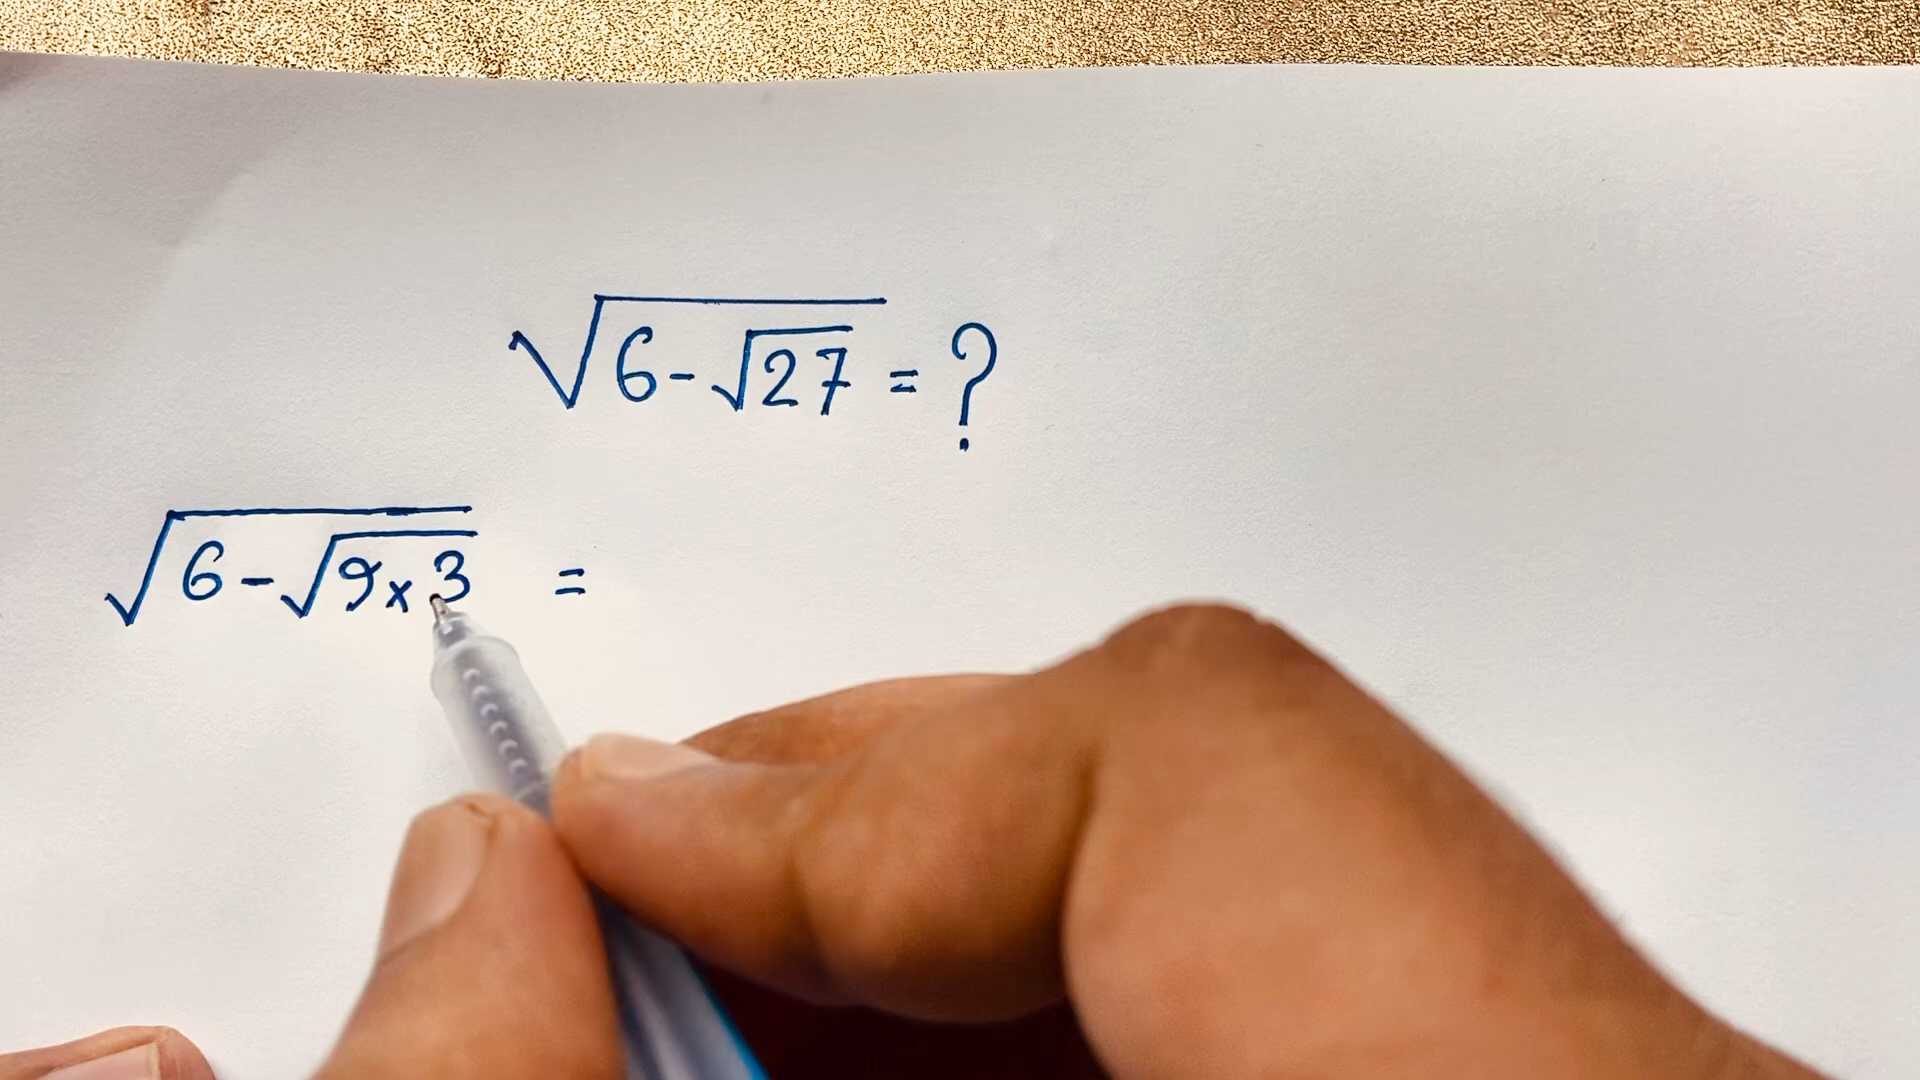 √(6-√27) = ?
√(6-√(9x3)) =